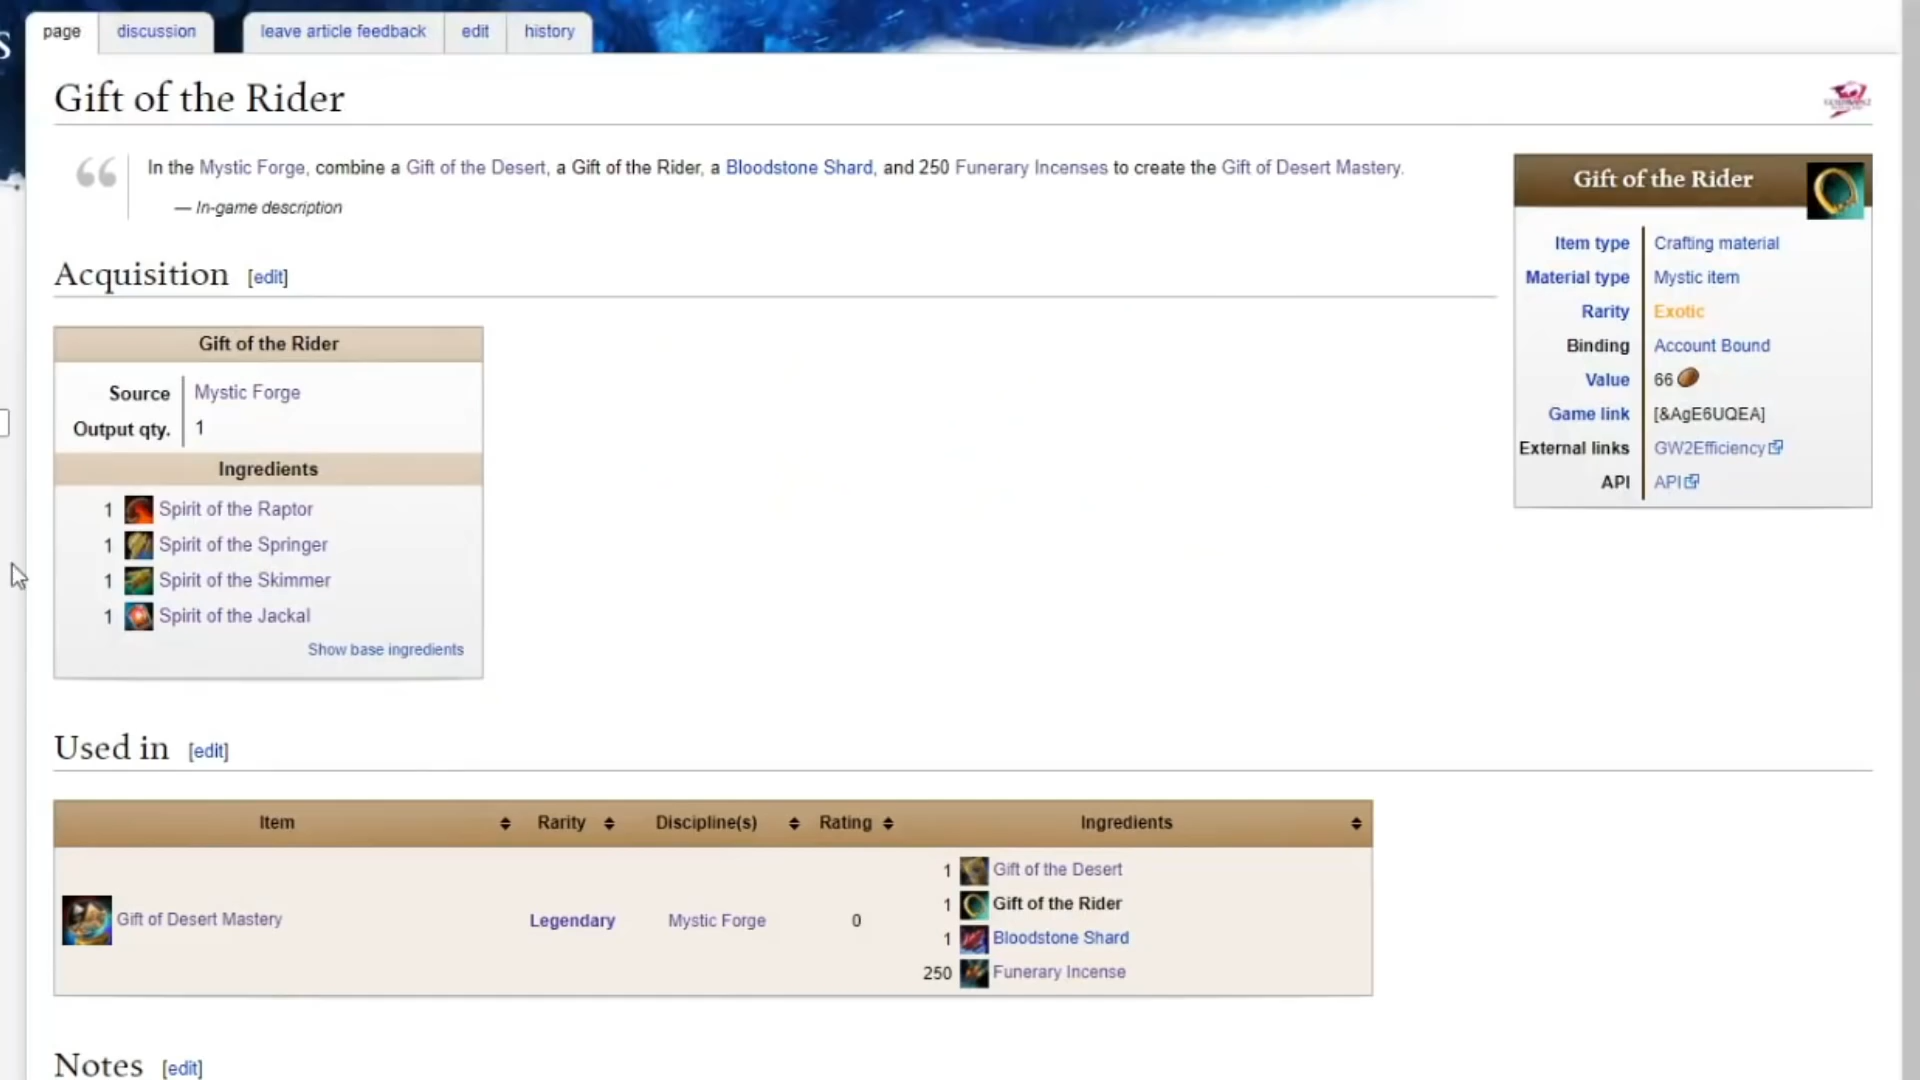 page
discussion
leave article feedback
edit
history
Gift of the Rider
In the Mystic Forge, combine a Gift of the Desert, a Gift of the Rider, a Bloodstone Shard, and 250 Funerary Incenses to create the Gift of Desert Mastery.
— In-game description
Acquisition [edit]
Gift of the Rider
Source Mystic Forge
Output qty. 1
Ingredients
1 Spirit of the Raptor
1 Spirit of the Springer
1 Spirit of the Skimmer
1 Spirit of the Jackal
Show base ingredients
Gift of the Rider
Item type Crafting material
Material type Mystic item
Rarity Exotic
Binding Account Bound
Value 66
Game link [&AgE6UQEA]
External links GW2Efficiency
API API
Used in [edit]
Item Rarity Discipline(s) Rating Ingredients
Gift of Desert Mastery Legendary Mystic Forge 0
1 Gift of the Desert
1 Gift of the Rider
1 Bloodstone Shard
250 Funerary Incense
Notes [edit]